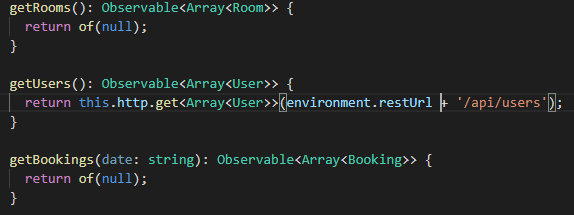 getRooms(): Observable<Array<Room>> {
  return of(null);
}
getUsers(): Observable<Array<User>> {
  return this.http.get<Array<User>>(environment.restUrl + '/api/users');
}
getBookings(date: string): Observable<Array<Booking>> {
  return of(null);
}